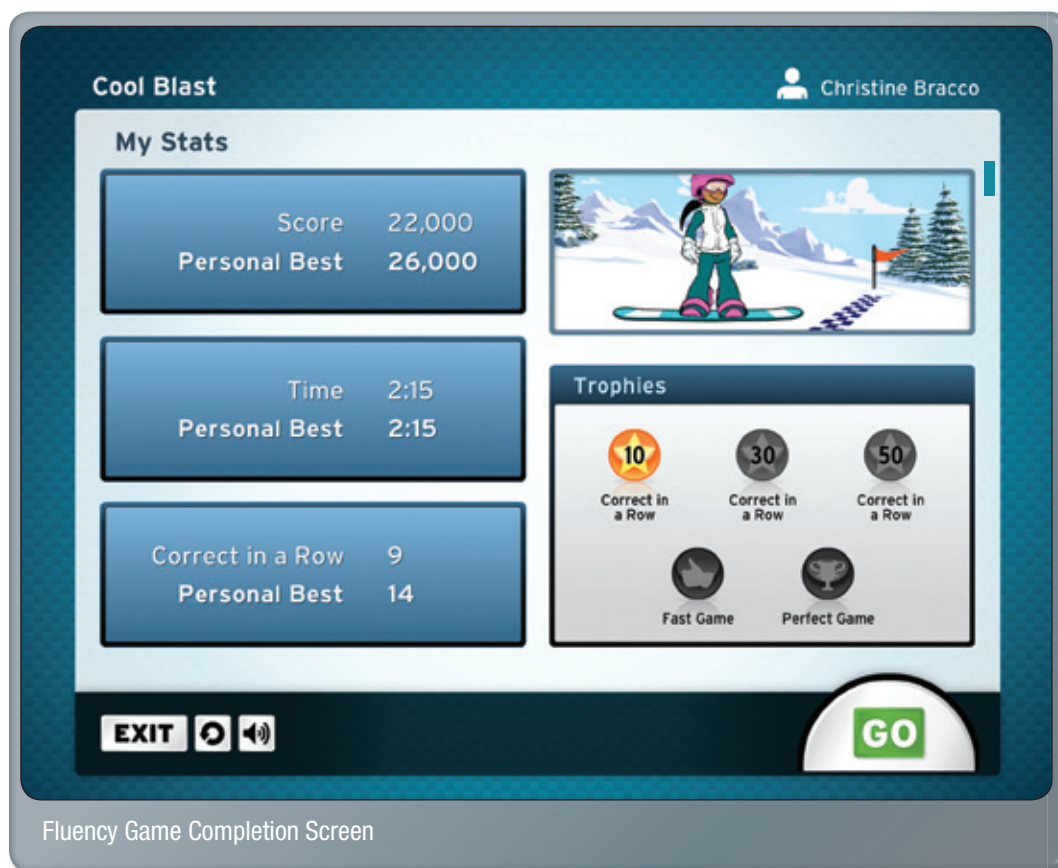 Cool Blast
Christine Bracco
My Stats
Score 22,000
Personal Best 26,000
Time 2:15
Personal Best 2:15
Correct in a Row 9
Personal Best 14
Trophies
10 30 50
Correct in Correct in Correct in
a Row a Row a Row
Fast Game Perfect Game
EXIT
GO
Fluency Game Completion Screen